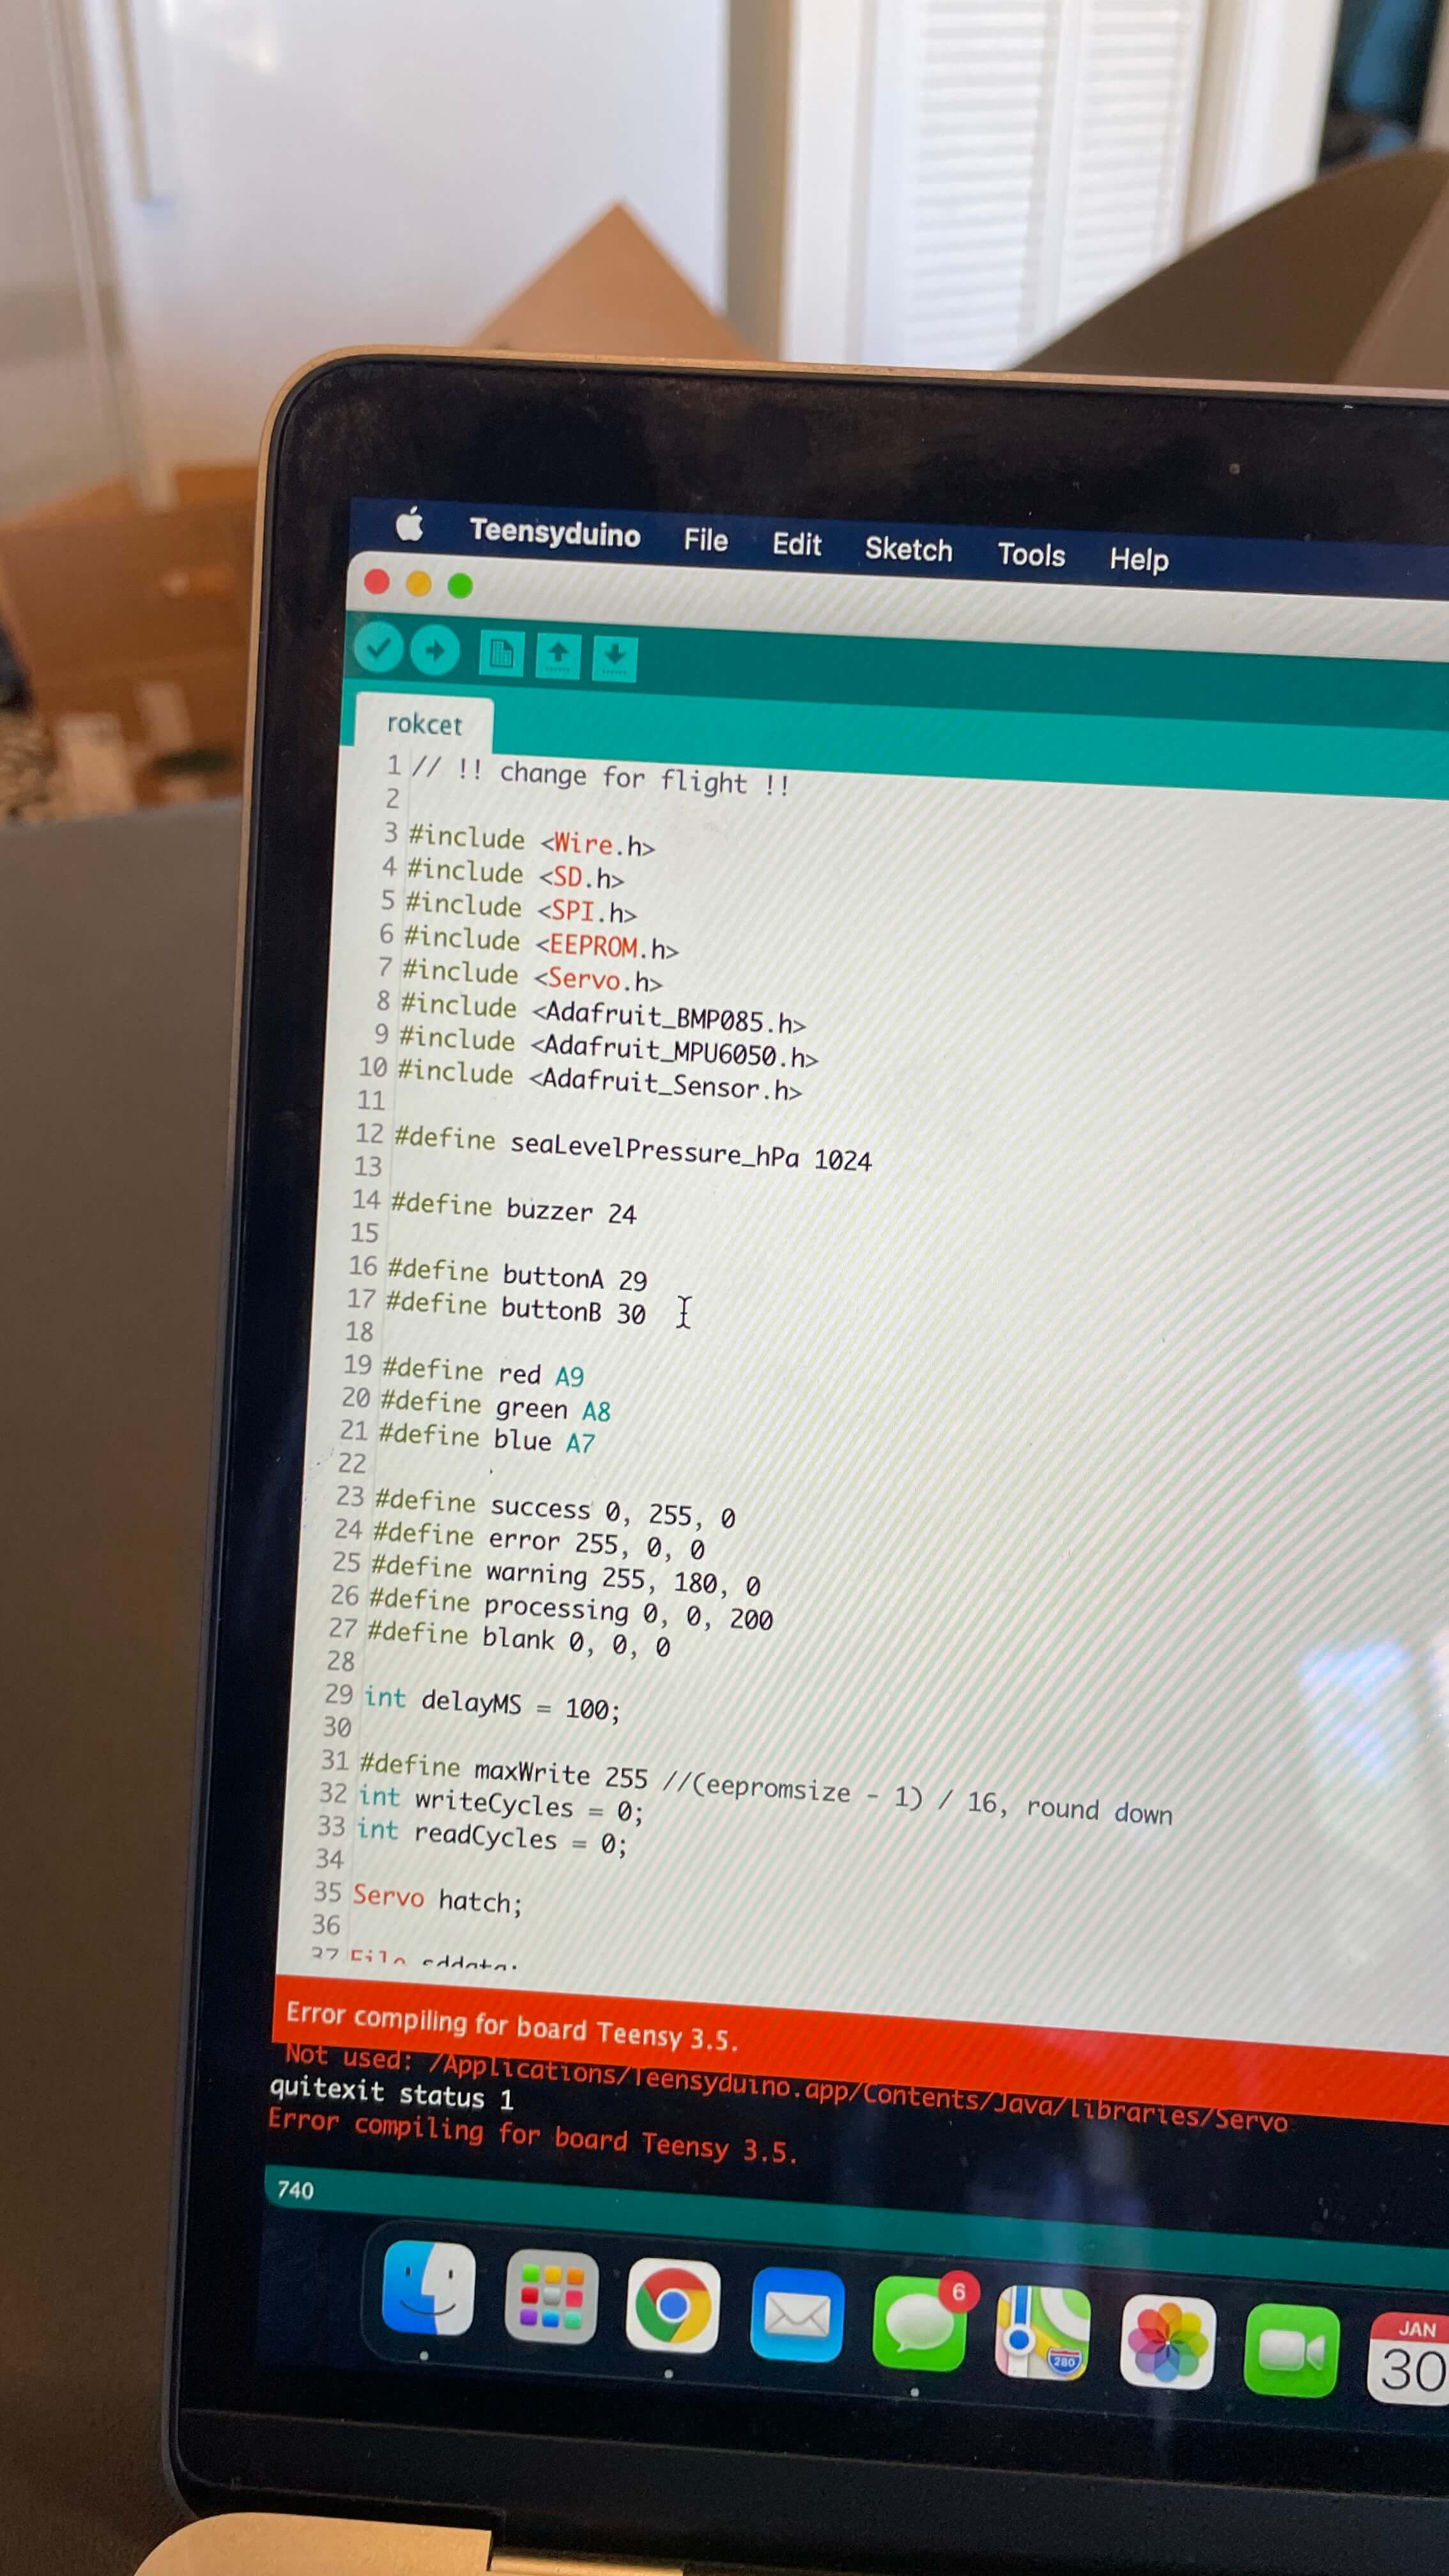 Teensyduino File Edit Sketch Tools Help
rokcet
1 // !! change for flight !!
2
3 #include <Wire.h>
4 #include <SD.h>
5 #include <SPI.h>
6 #include <EEPROM.h>
7 #include <Servo.h>
8 #include <Adafruit_BMP085.h>
9 #include <Adafruit_MPU6050.h>
10 #include <Adafruit_Sensor.h>
11
12 #define seaLevelPressure_hPa 1024
13
14 #define buzzer 24
15
16 #define buttonA 29
17 #define buttonB 30
18
19 #define red A9
20 #define green A8
21 #define blue A7
22
23 #define success 0, 255, 0
24 #define error 255, 0, 0
25 #define warning 255, 180, 0
26 #define processing 0, 0, 200
27 #define blank 0, 0, 0
28
29 int delayMS = 100;
30
31 #define maxWrite 255 //(eepromsize - 1) / 16, round down
32 int writeCycles = 0;
33 int readCycles = 0;
34
35 Servo hatch;
36
37 File sddata;
Error compiling for board Teensy 3.5.
Not used: /Applications/Teensyduino.app/Contents/Java/libraries/Servo
quitexit status 1
Error compiling for board Teensy 3.5.
740
6
280
JAN
30